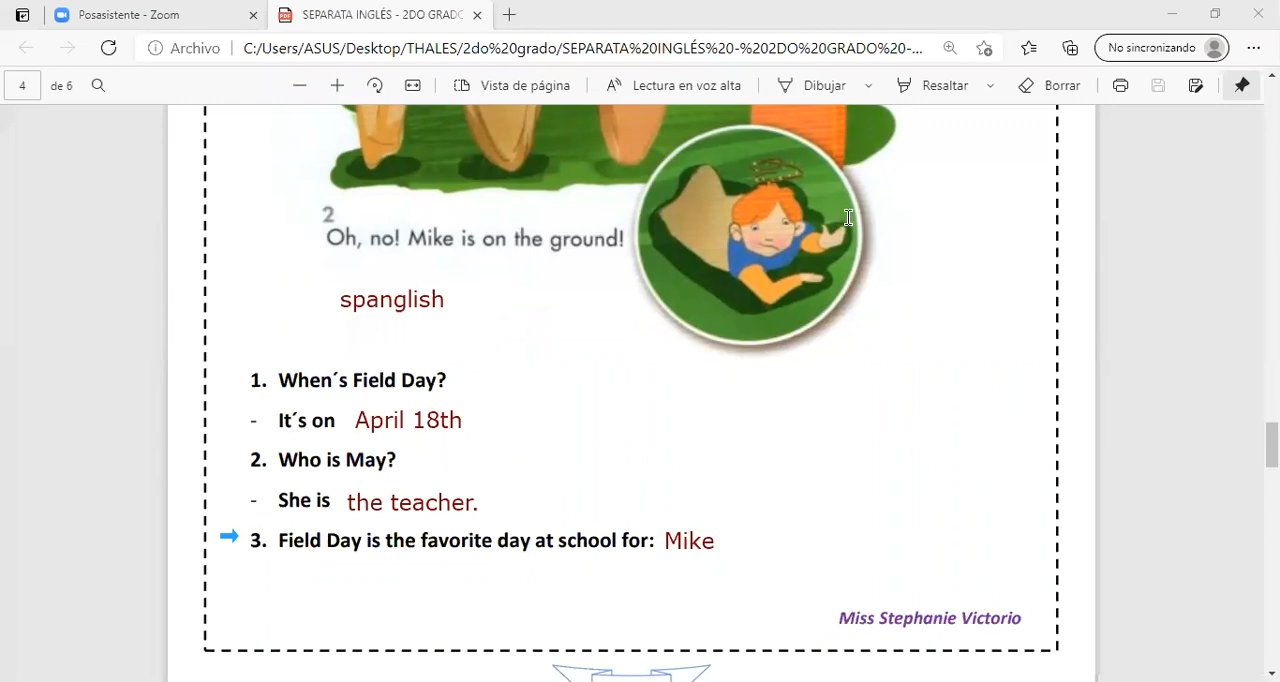 Posasistente - Zoom
SEPARATA INGLÉS - 2DO GRADO
Archivo
C:/Users/ASUS/Desktop/THALES/2do%20grado/SEPARATA%20INGLÉS%20-%202DO%20GRADO%20-...
No sincronizando
4 de 6
Vista de página
Lectura en voz alta
Dibujar
Resaltar
Borrar
2
Oh, no! Mike is on the ground!
spanglish
1. When´s Field Day?
- It´s on April 18th
2. Who is May?
- She is the teacher.
3. Field Day is the favorite day at school for: Mike
Miss Stephanie Victorio